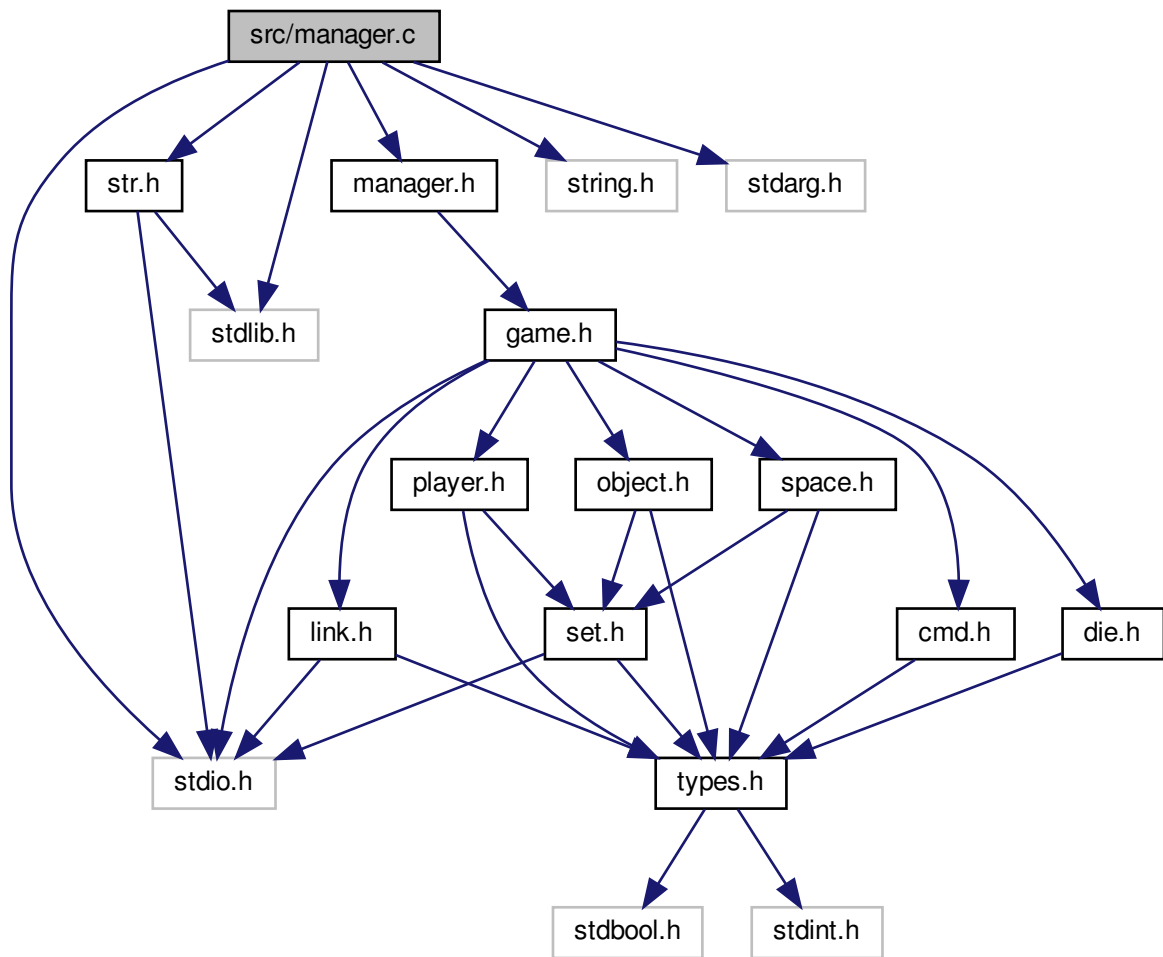 src/manager.c
str.h
manager.h
string.h
stdarg.h
stdlib.h
game.h
player.h
object.h
space.h
link.h
set.h
cmd.h
die.h
stdio.h
types.h
stdbool.h
stdint.h